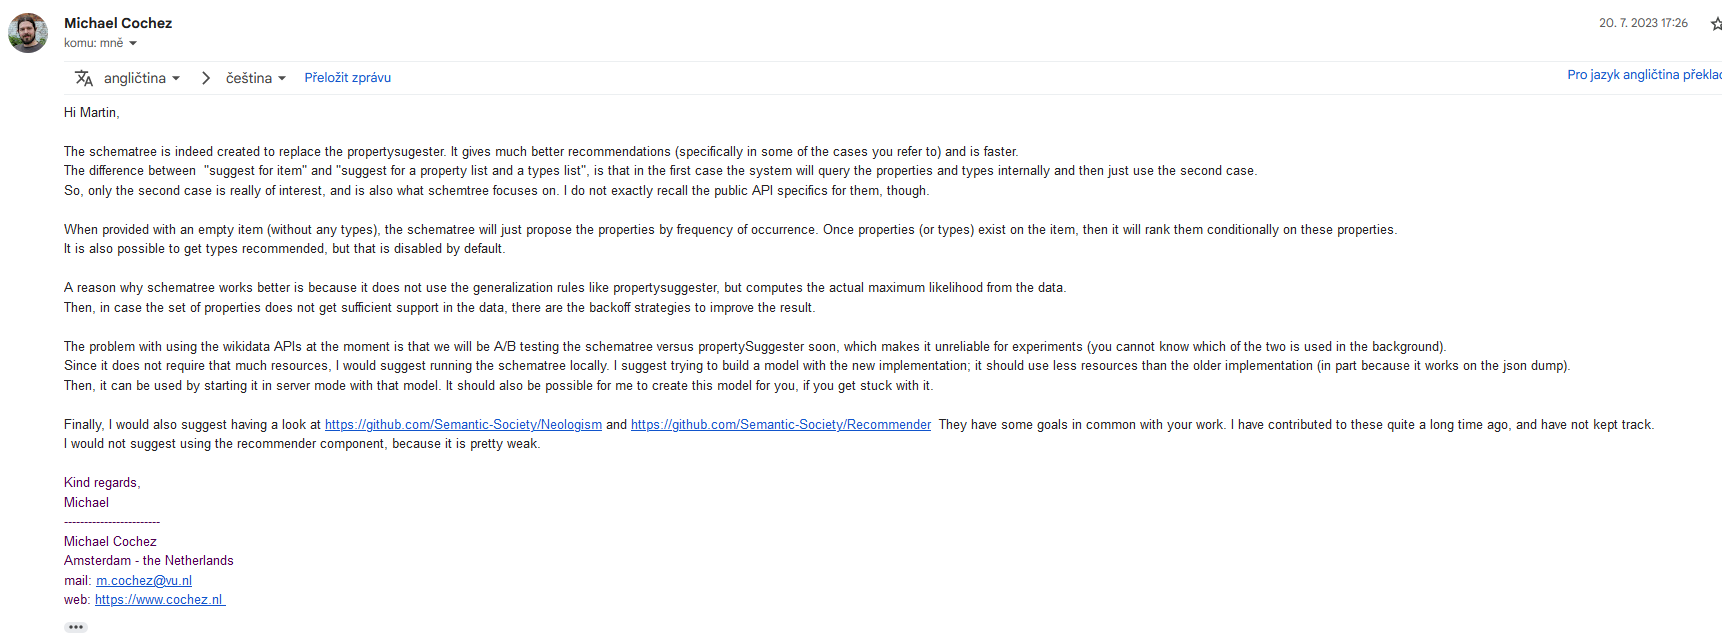 Michael Cochez
20. 7. 2023 17:26
komu: mně
angličtina
čeština
Přeložit zprávu
Pro jazyk angličtina překlad
Hi Martin,
The schematree is indeed created to replace the propertysugester. It gives much better recommendations (specifically in some of the cases you refer to) and is faster.
The difference between  "suggest for item" and "suggest for a property list and a types list", is that in the first case the system will query the properties and types internally and then just use the second case.
So, only the second case is really of interest, and is also what schemtree focuses on. I do not exactly recall the public API specifics for them, though.
When provided with an empty item (without any types), the schematree will just propose the properties by frequency of occurrence. Once properties (or types) exist on the item, then it will rank them conditionally on these properties.
It is also possible to get types recommended, but that is disabled by default.
A reason why schematree works better is because it does not use the generalization rules like propertysuggester, but computes the actual maximum likelihood from the data.
Then, in case the set of properties does not get sufficient support in the data, there are the backoff strategies to improve the result.
The problem with using the wikidata APIs at the moment is that we will be A/B testing the schematree versus propertySuggester soon, which makes it unreliable for experiments (you cannot know which of the two is used in the background).
Since it does not require that much resources, I would suggest running the schematree locally. I suggest trying to build a model with the new implementation; it should use less resources than the older implementation (in part because it works on the json dump).
Then, it can be used by starting it in server mode with that model. It should also be possible for me to create this model for you, if you get stuck with it.
Finally, I would also suggest having a look at https://github.com/Semantic-Society/Neologism and https://github.com/Semantic-Society/Recommender  They have some goals in common with your work. I have contributed to these quite a long time ago, and have not kept track.
I would not suggest using the recommender component, because it is pretty weak.
Kind regards,
Michael
------------------------
Michael Cochez
Amsterdam - the Netherlands
mail: m.cochez@vu.nl
web: https://www.cochez.nl